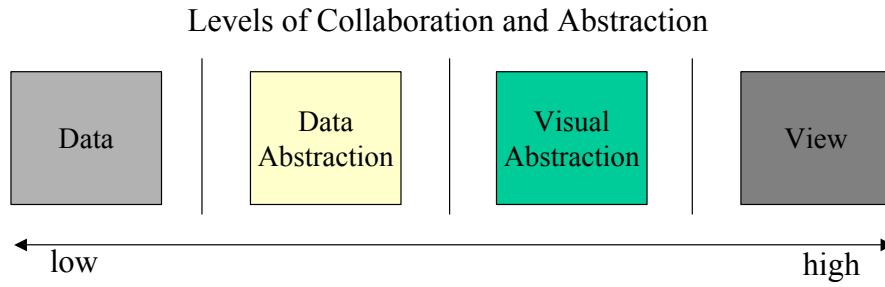 Levels of Collaboration and Abstraction
Data
Data
Abstraction
Visual
Abstraction
View
low
high